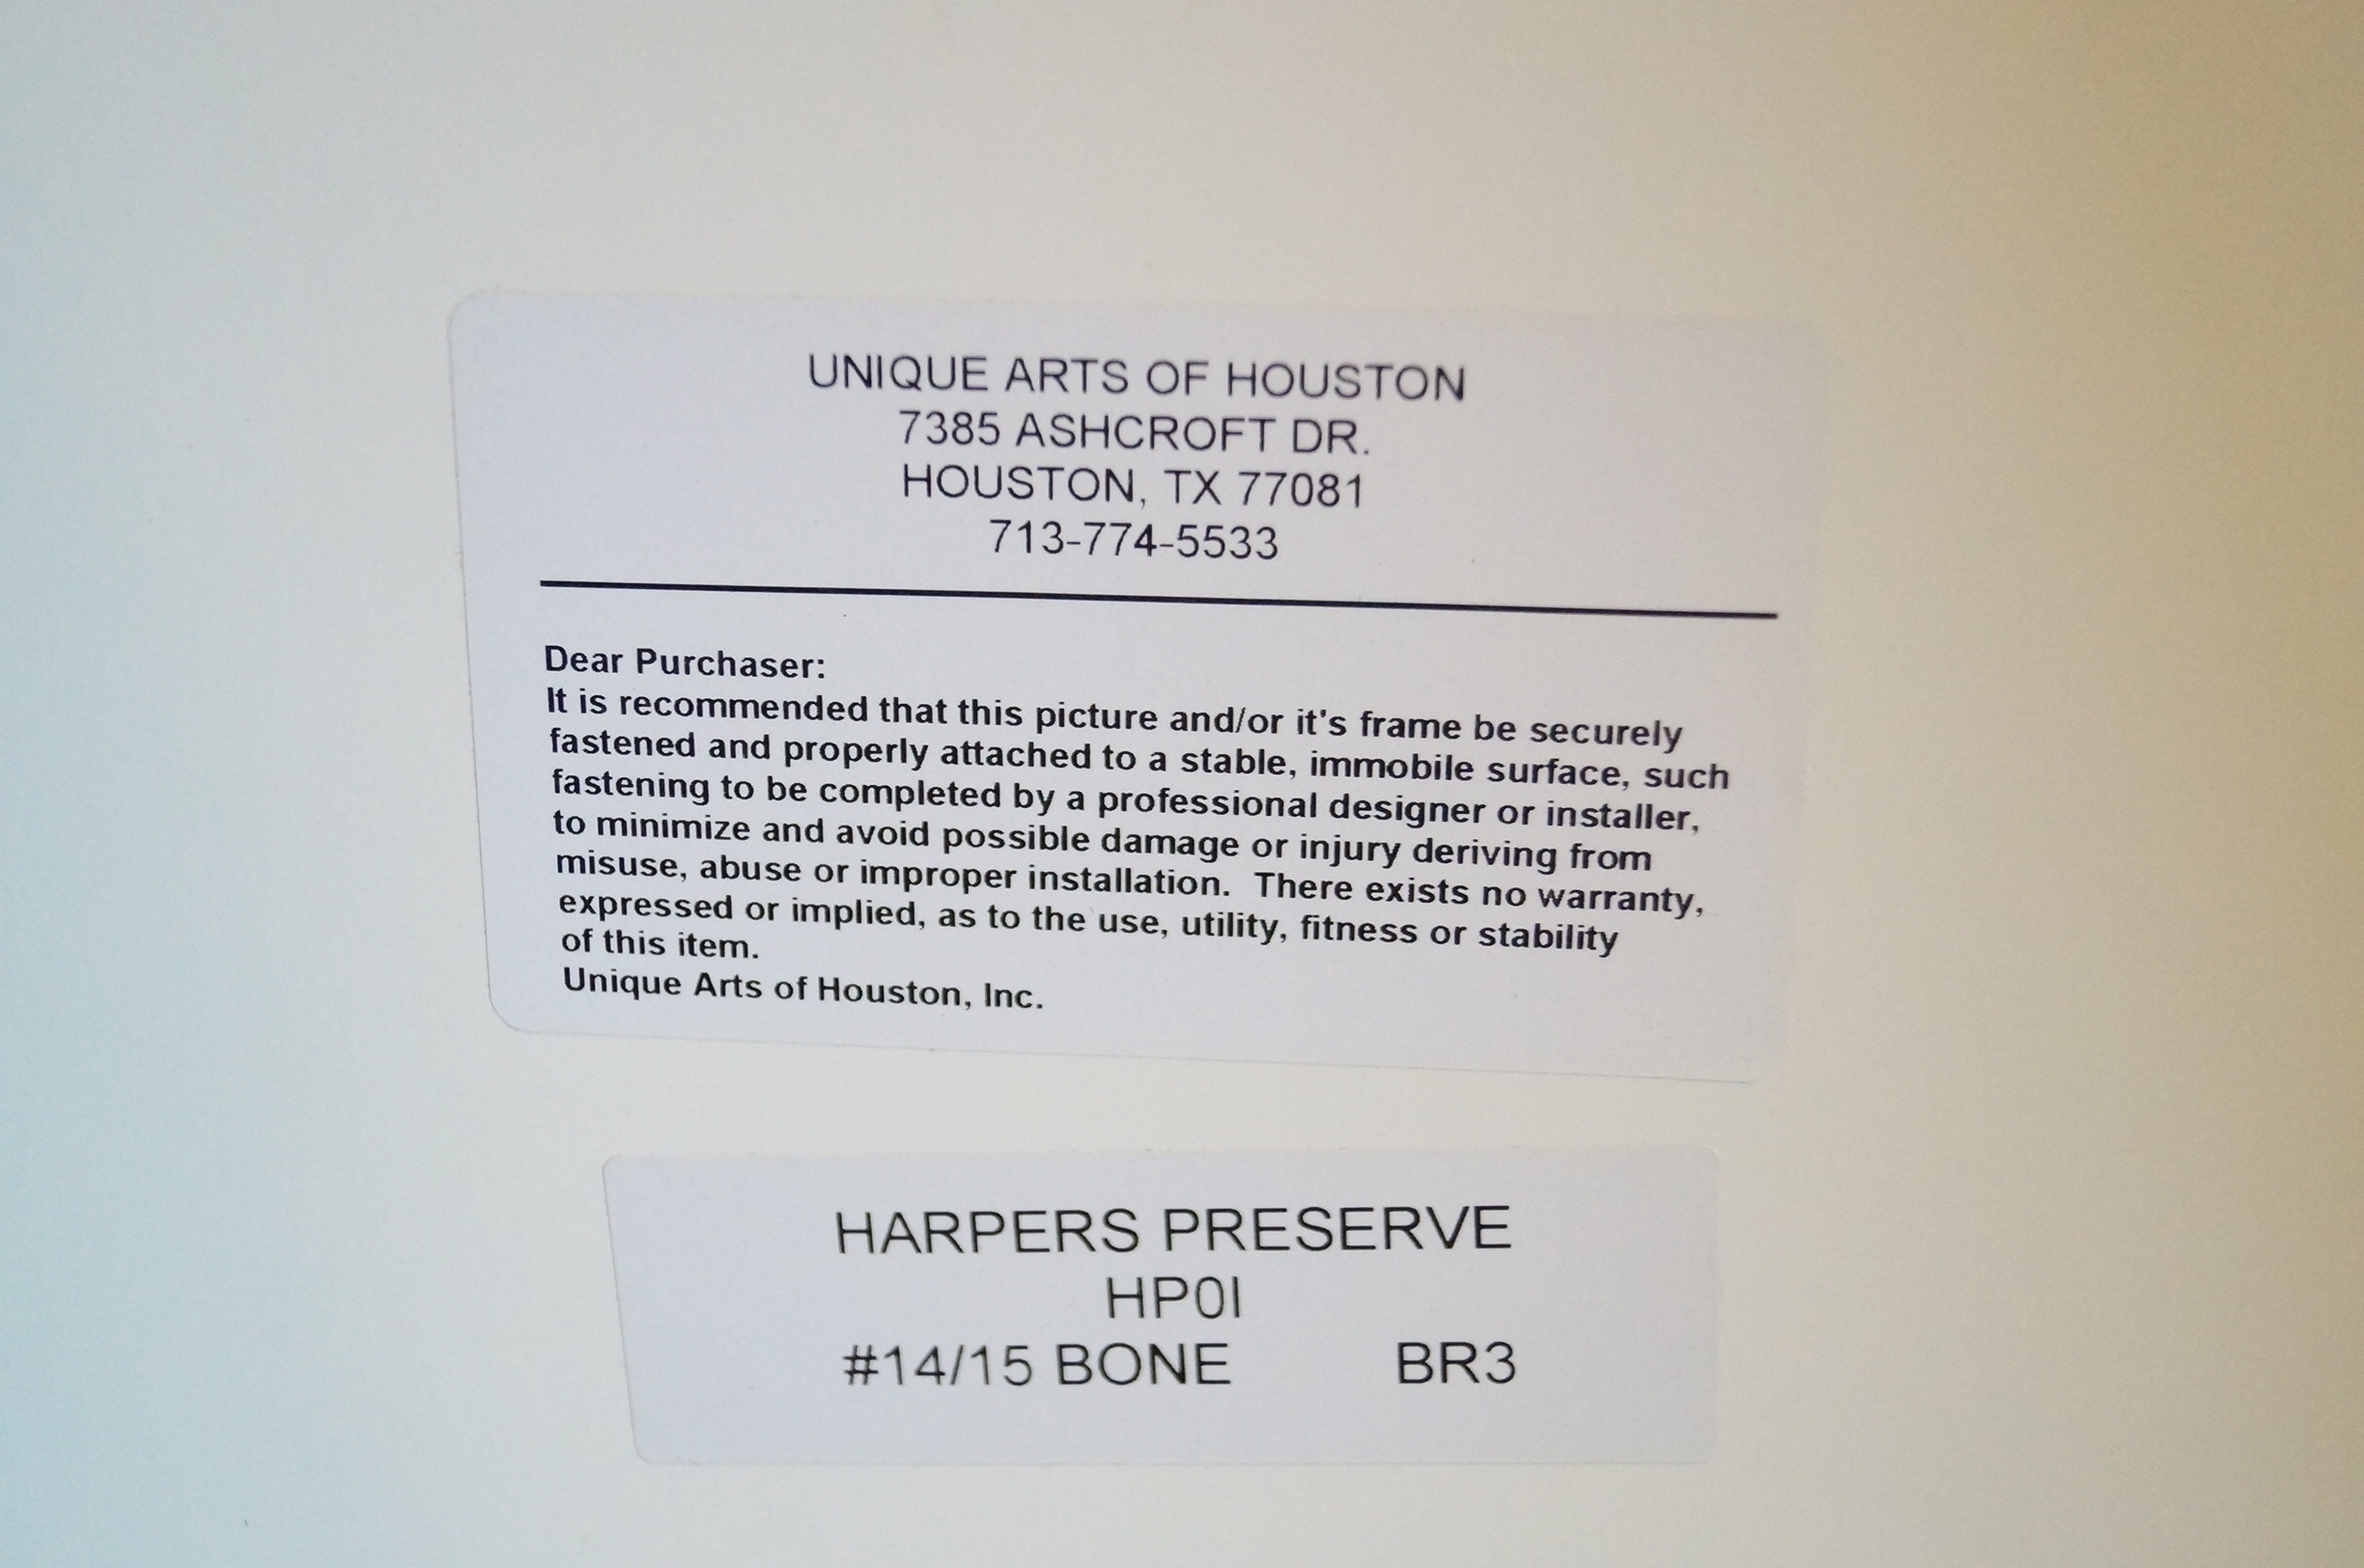 UNIQUE ARTS OF HOUSTON
7385 ASHCROFT DR.
HOUSTON, TX 77081
713-774-5533
Dear Purchaser:
It is recommended that this picture and/or it's frame be securely
fastened and properly attached to a stable, immobile surface, such
fastening to be completed by a professional designer or installer,
to minimize and avoid possible damage or injury deriving from
misuse, abuse or improper installation.  There exists no warranty,
expressed or implied, as to the use, utility, fitness or stability
of this item.
Unique Arts of Houston, Inc.
HARPERS PRESERVE
HP0I
#14/15 BONE BR3